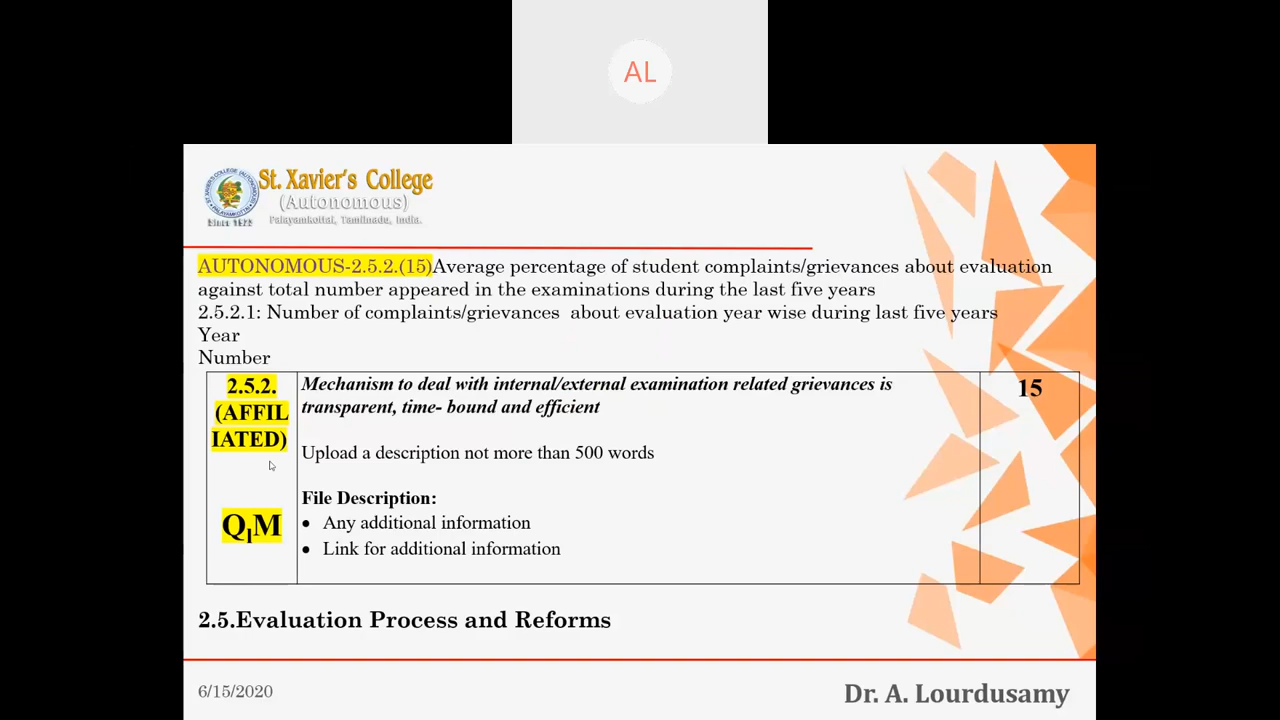 AL
St. Xavier's College
(Autonomous)
Palayamkottai, Tamilnadu, India.
Since 1923
AUTONOMOUS-2.5.2.(15)Average percentage of student complaints/grievances about evaluation
against total number appeared in the examinations during the last five years
2.5.2.1: Number of complaints/grievances about evaluation year wise during last five years
Year
Number
2.5.2.
(AFFIL
IATED)
QlM
Mechanism to deal with internal/external examination related grievances is
transparent, time- bound and efficient
Upload a description not more than 500 words
File Description:
• Any additional information
• Link for additional information
15
2.5.Evaluation Process and Reforms
6/15/2020
Dr. A. Lourdusamy